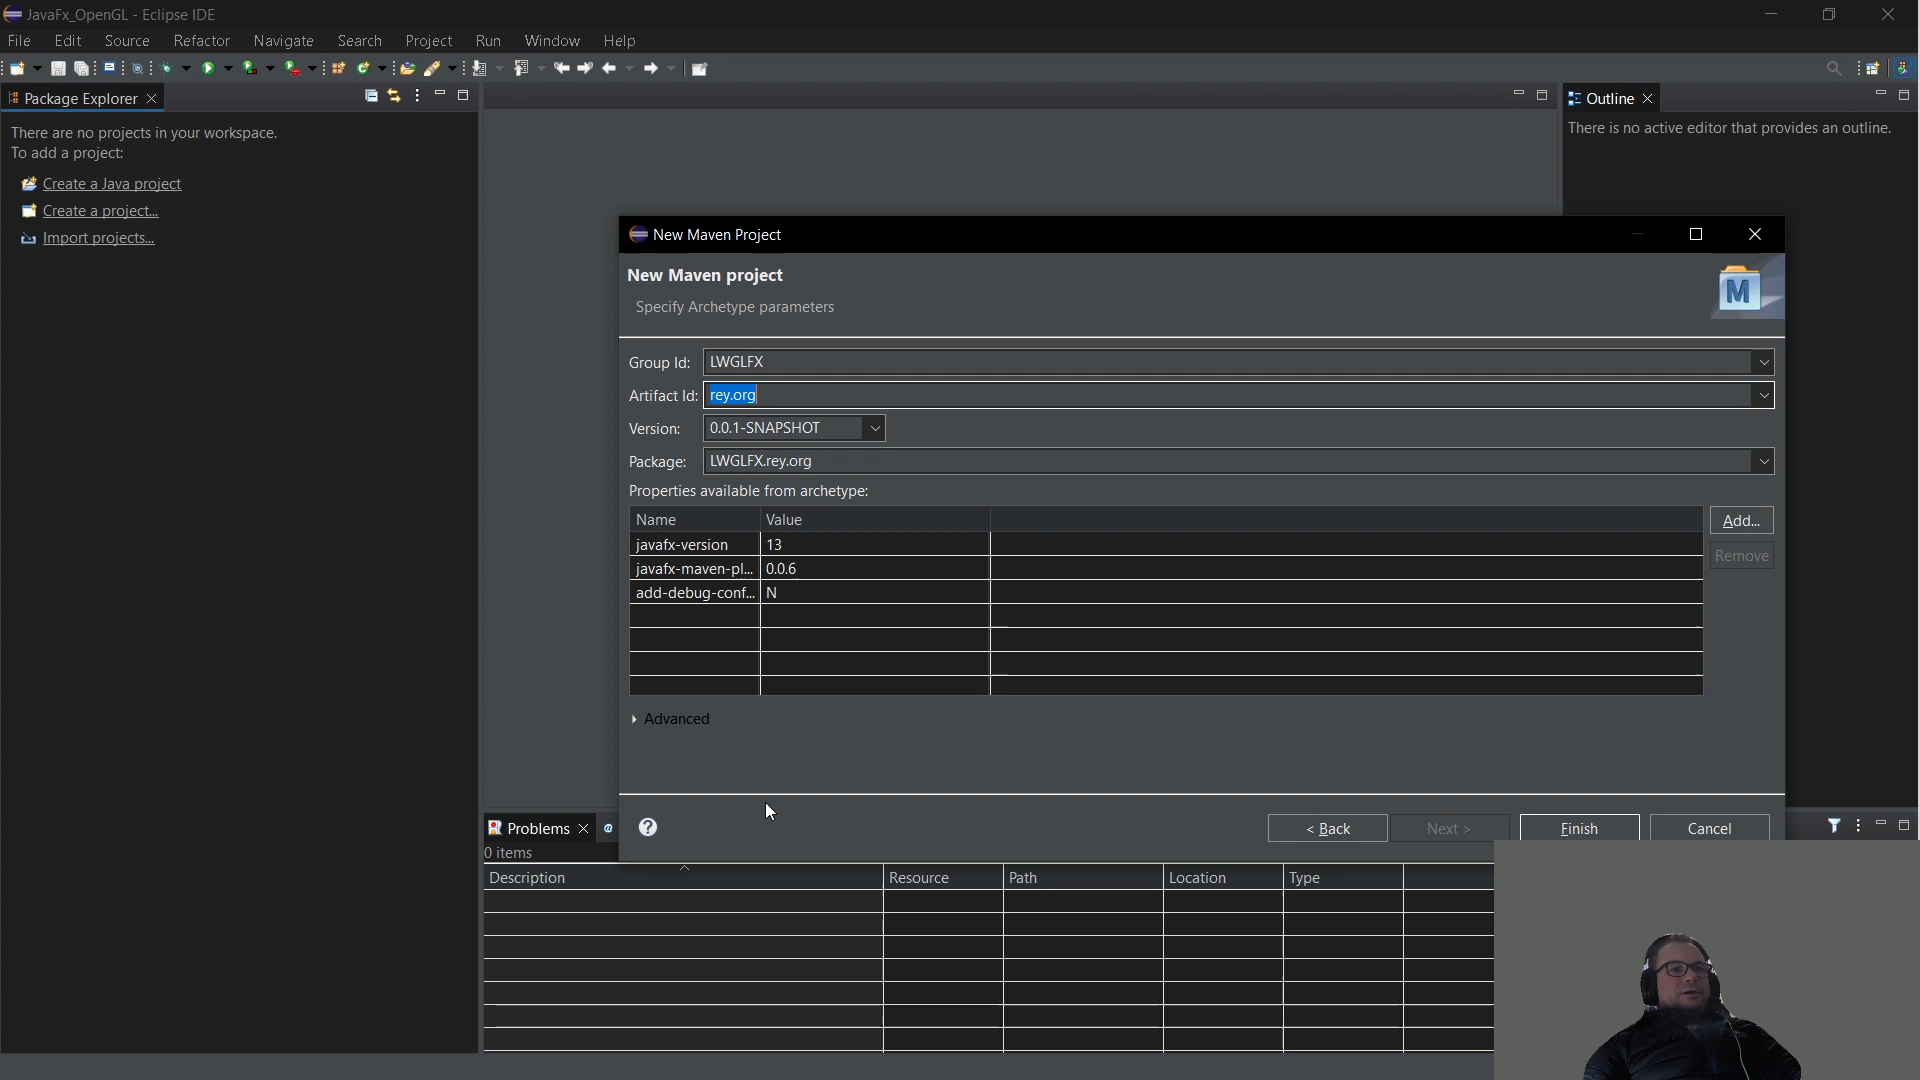 JavaFx_OpenGL - Eclipse IDE
File Edit Source Refactor Navigate Search Project Run Window Help
Package Explorer
There are no projects in your workspace.
To add a project:
Create a Java project
Create a project...
Import projects...
Outline
There is no active editor that provides an outline.
New Maven Project
New Maven project
Specify Archetype parameters
M
Group Id: LWGLFX
Artifact Id: rey.org
Version: 0.0.1-SNAPSHOT
Package: LWGLFX.rey.org
Properties available from archetype:
Name Value
javafx-version 13
javafx-maven-pl... 0.0.6
add-debug-conf... N
Add...
Remove
Advanced
< Back Next > Finish Cancel
Problems
0 items
Description Resource Path Location Type